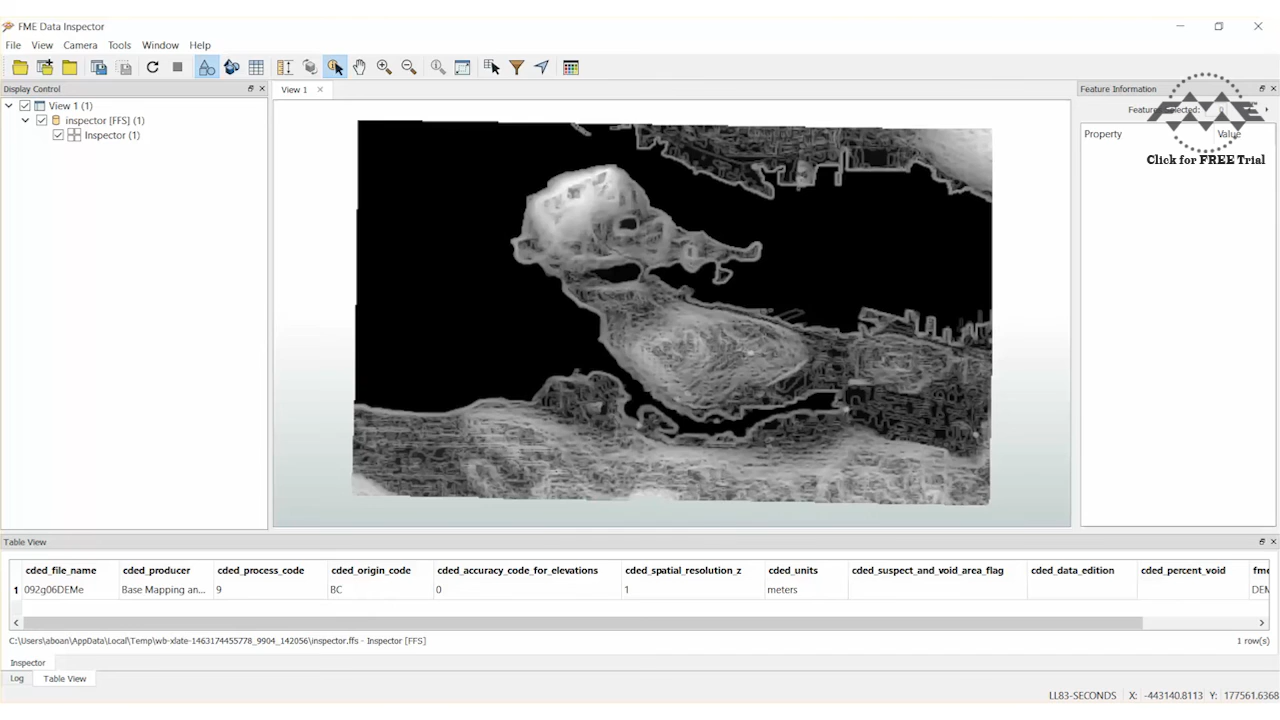 FME Data Inspector
File View Camera Tools Window Help
Display Control
View 1 (1)
inspector [FFS] (1)
Inspector (1)
View 1
Feature Information
Property Value
FME
Click for FREE Trial
Table View
cded_file_name cded_producer cded_process_code cded_origin_code cded_accuracy_code_for_elevations cded_spatial_resolution_z cded_units cded_suspect_and_void_area_flag cded_data_edition cded_percent_void fme
1 092g06DEMe Base Mapping an... 9 BC 0 1 meters DEM
C:\Users\aboan\AppData\Local\Temp\wb-xlate-1463174455778_9904_142056\inspector.ffs - Inspector [FFS] 1 row(s)
Inspector
Log Table View
LL83-SECONDS X: -443140.8113 Y: 177561.6368